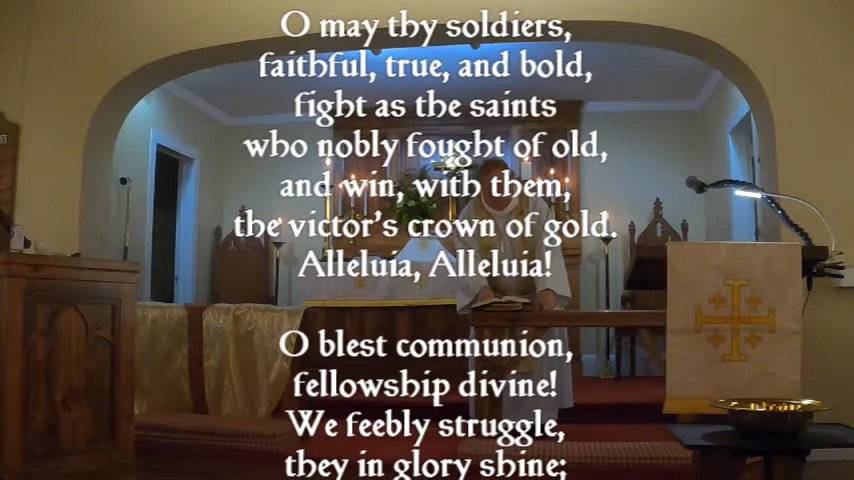 O may thy soldiers,
faithful, true, and bold,
fight as the saints
who nobly fought of old,
and win, with them,
the victor's crown of gold.
Alleluia, Alleluia!
O blest communion,
fellowship divine!
We feebly struggle,
they in glory shine;